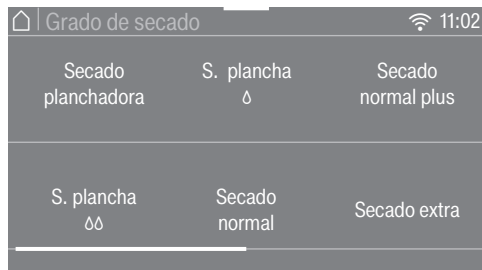 Grado de secado 11:02
Secado planchadora
S. plancha
Secado normal plus
S. plancha
Secado normal
Secado extra